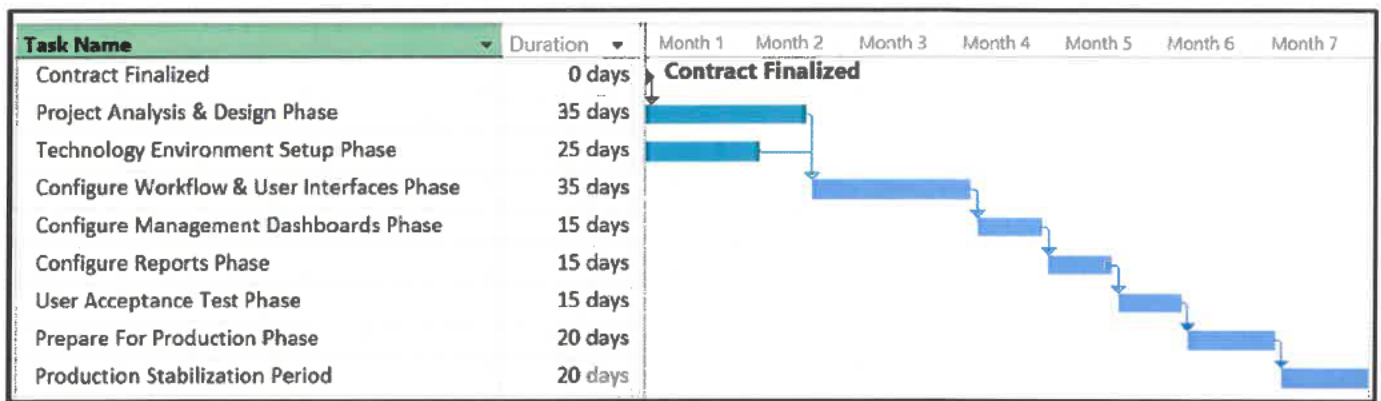 Task Name Duration Month 1 Month 2 Month 3 Month 4 Month 5 Month 6 Month 7
Contract Finalized 0 days Contract Finalized
Project Analysis & Design Phase 35 days
Technology Environment Setup Phase 25 days
Configure Workflow & User Interfaces Phase 35 days
Configure Management Dashboards Phase 15 days
Configure Reports Phase 15 days
User Acceptance Test Phase 15 days
Prepare For Production Phase 20 days
Production Stabilization Period 20 days